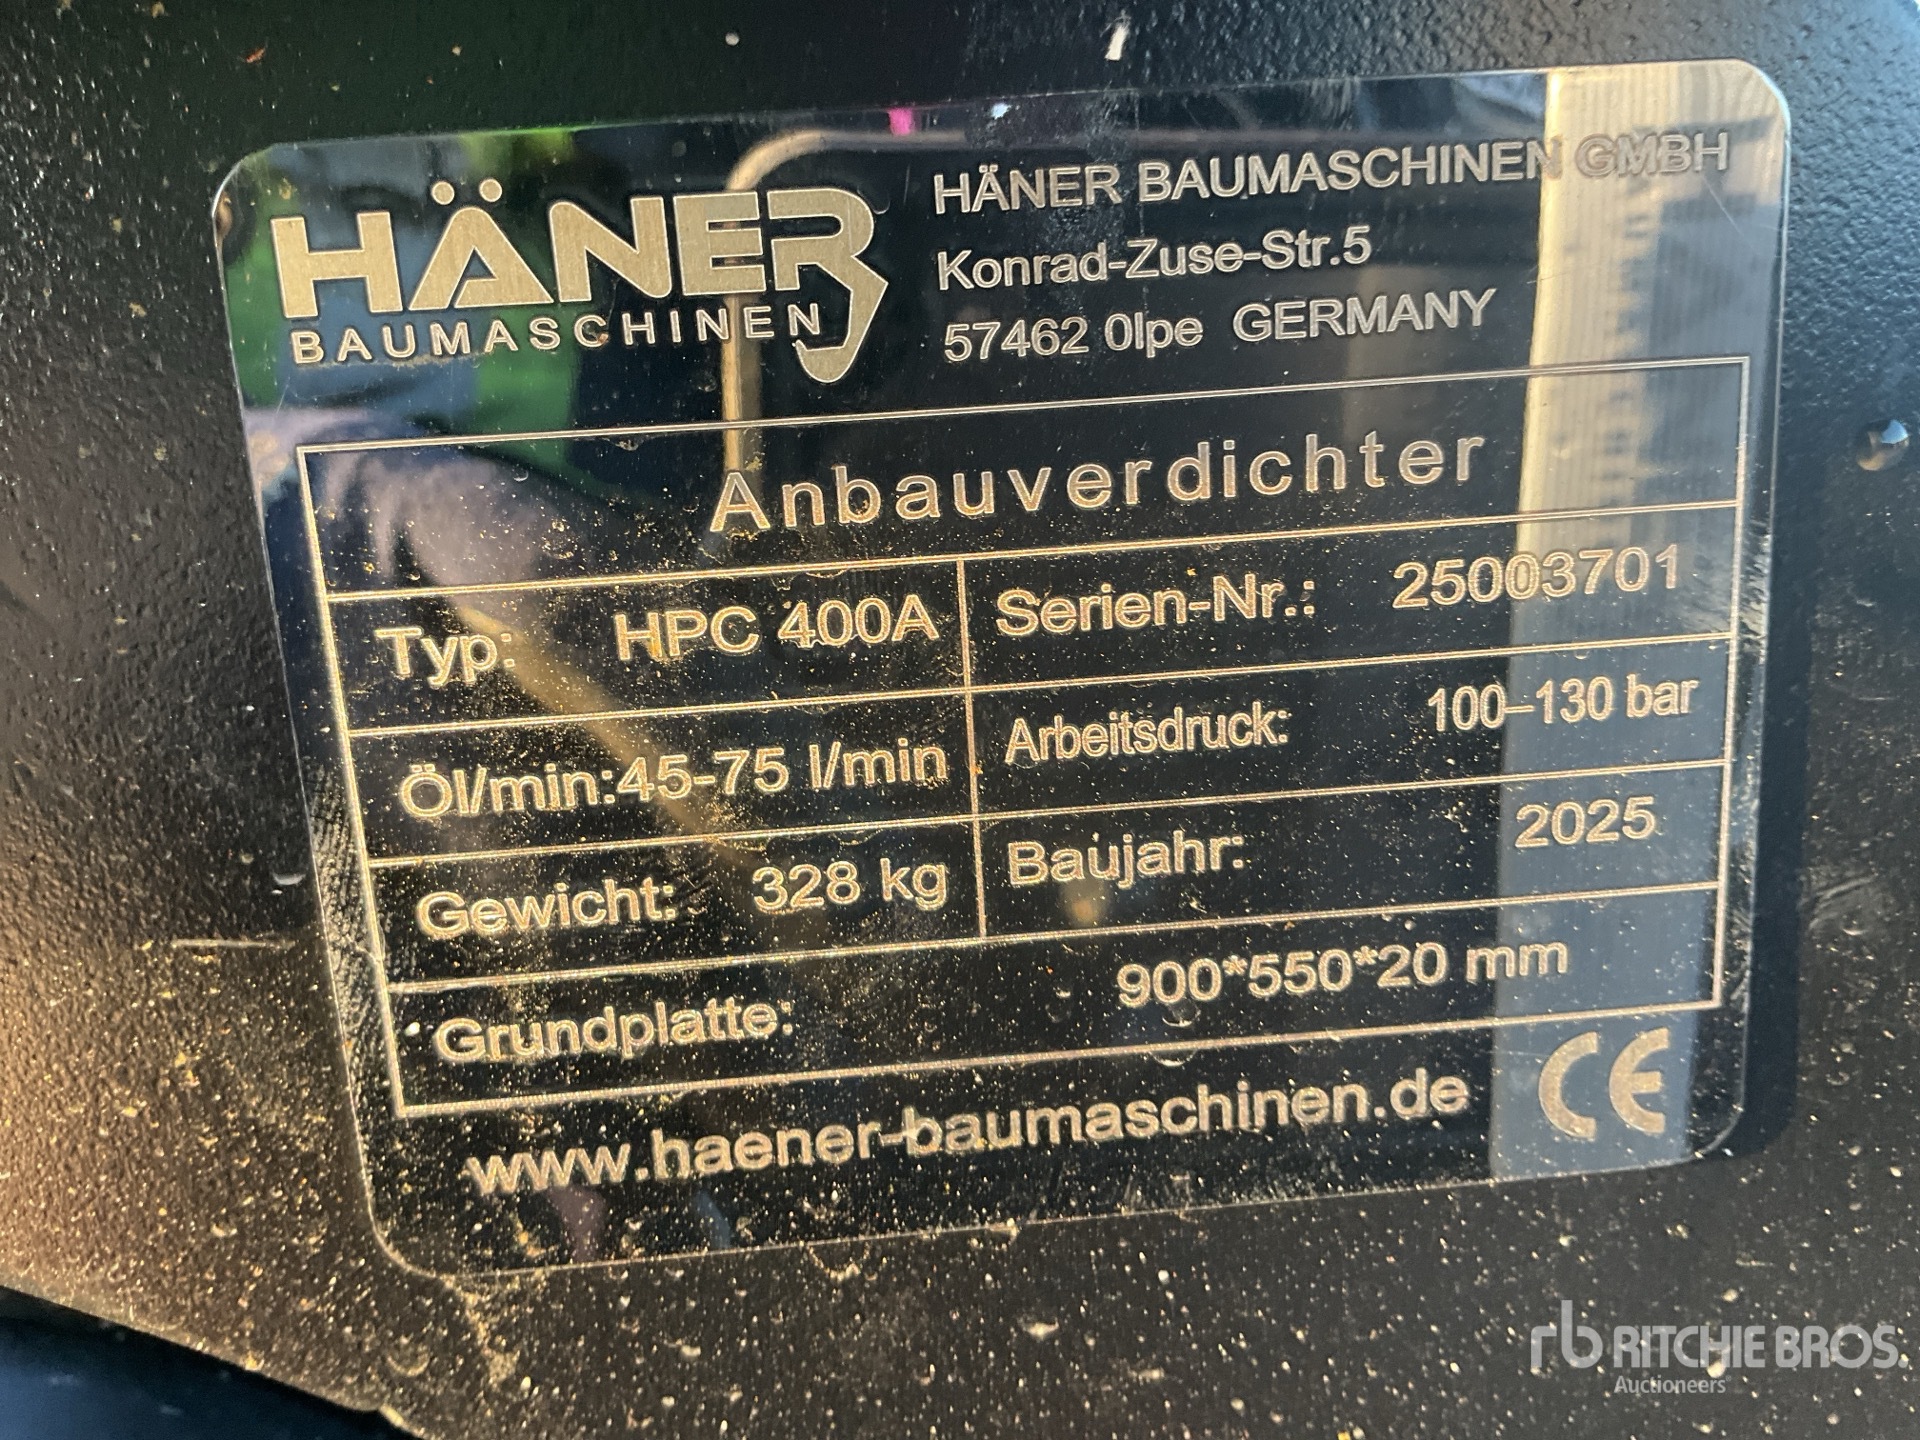 HÄNER
BAUMASCHINEN
HÄNER BAUMASCHINEN GMBH
Konrad-Zuse-Str.5
57462 Olpe GERMANY
Anbauverdichter
Typ: HPC 400A
Serien-Nr.: 25003701
Öl/min:45-75 l/min
Arbeitsdruck: 100-130 bar
Gewicht: 328 kg
Baujahr: 2025
Grundplatte: 900*550*20 mm
www.haener-baumaschinen.de
CE
rb RITCHIE BROS.
Auctioneers